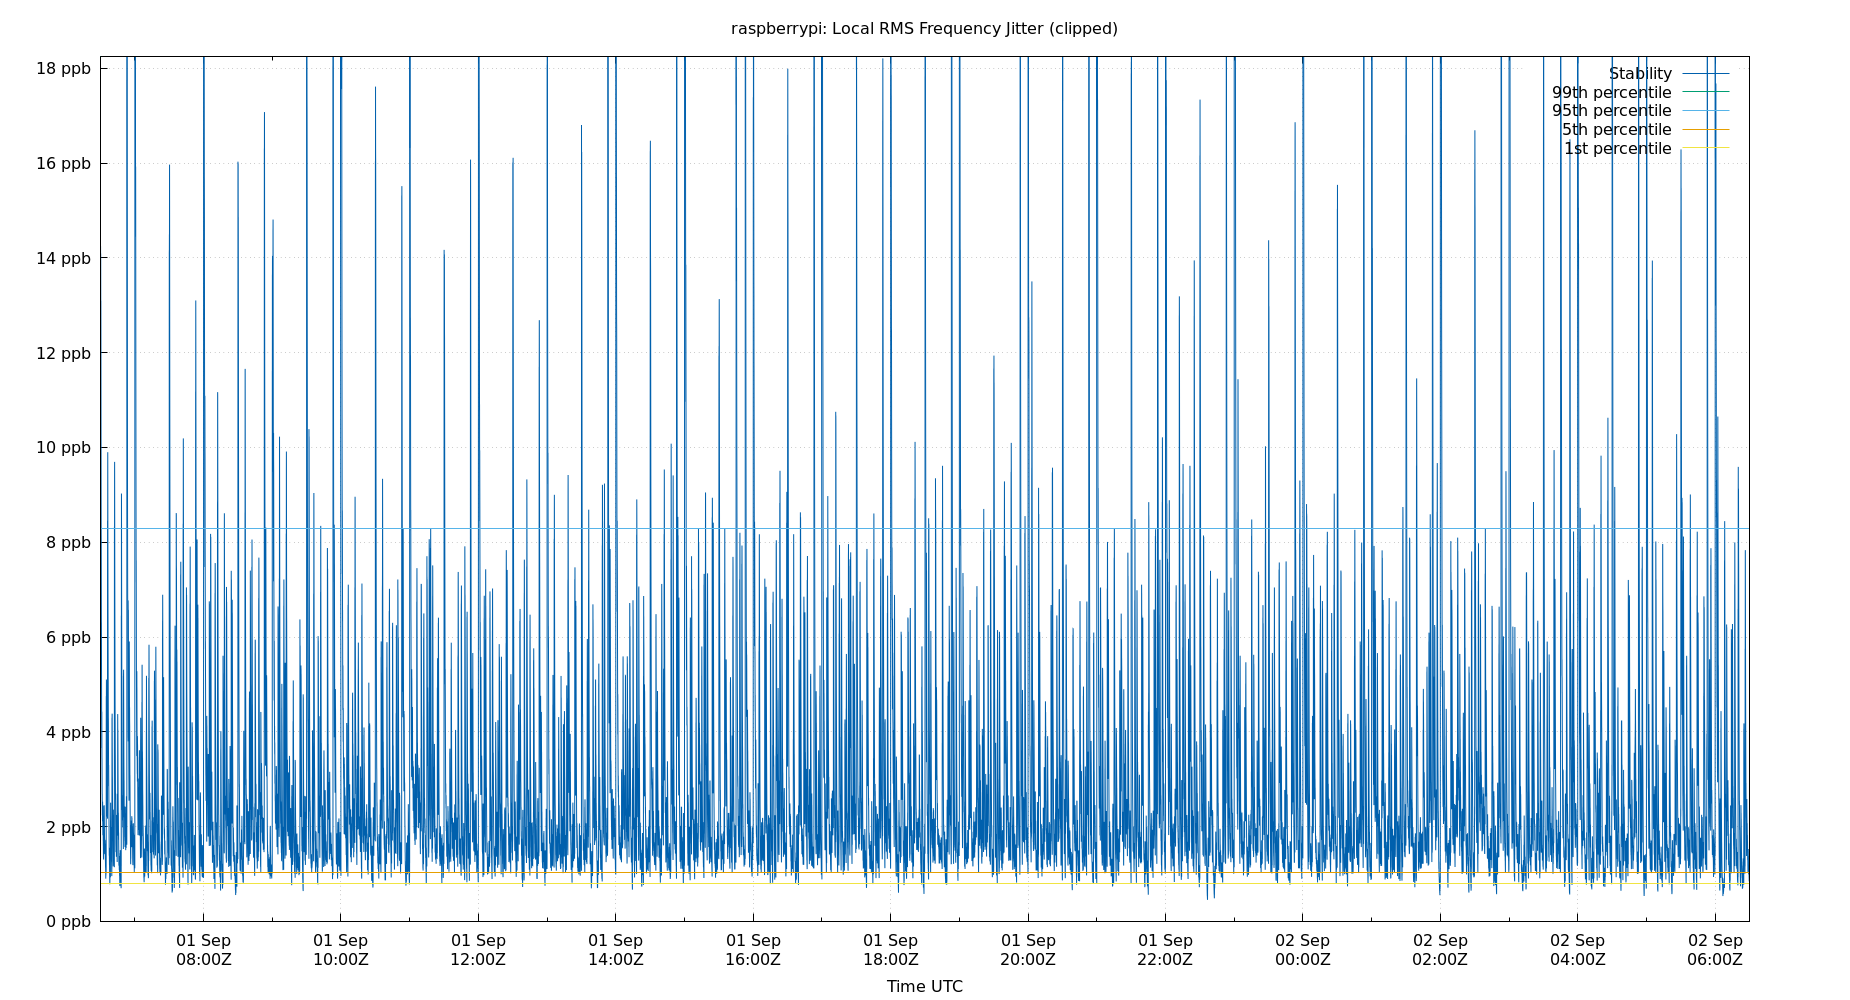 raspberrypi: Local RMS Frequency Jitter (clipped)
18 ppb
16 ppb
14 ppb
12 ppb
10 ppb
8 ppb
6 ppb
4 ppb
2 ppb
0 ppb
Stability
99th percentile
95th percentile
5th percentile
1st percentile
01 Sep 01 Sep 01 Sep 01 Sep 01 Sep 01 Sep 01 Sep 01 Sep 02 Sep 02 Sep 02 Sep 02 Sep
08:00Z 10:00Z 12:00Z 14:00Z 16:00Z 18:00Z 20:00Z 22:00Z 00:00Z 02:00Z 04:00Z 06:00Z
Time UTC